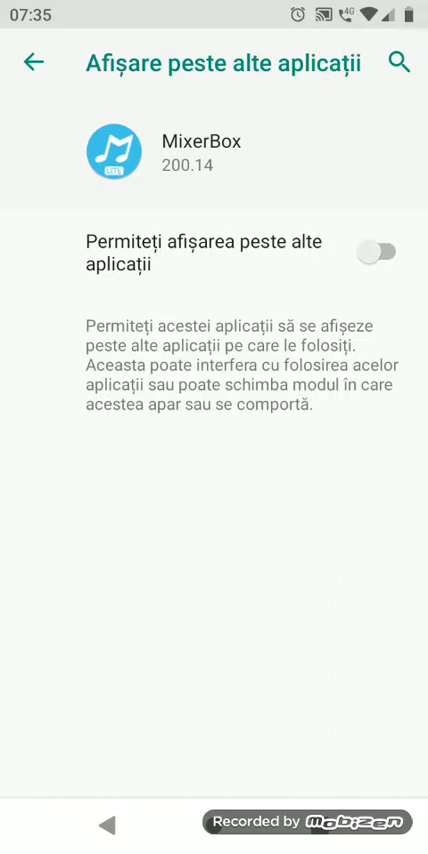 07:35
4G
Afișare peste alte aplicații
MixerBox
LITE
200.14
Permiteți afișarea peste alte
aplicații
Permiteți acestei aplicații să se afișeze
peste alte aplicații pe care le folosiți.
Aceasta poate interfera cu folosirea acelor
aplicații sau poate schimba modul în care
acestea apar sau se comportă.
Recorded by mobizen